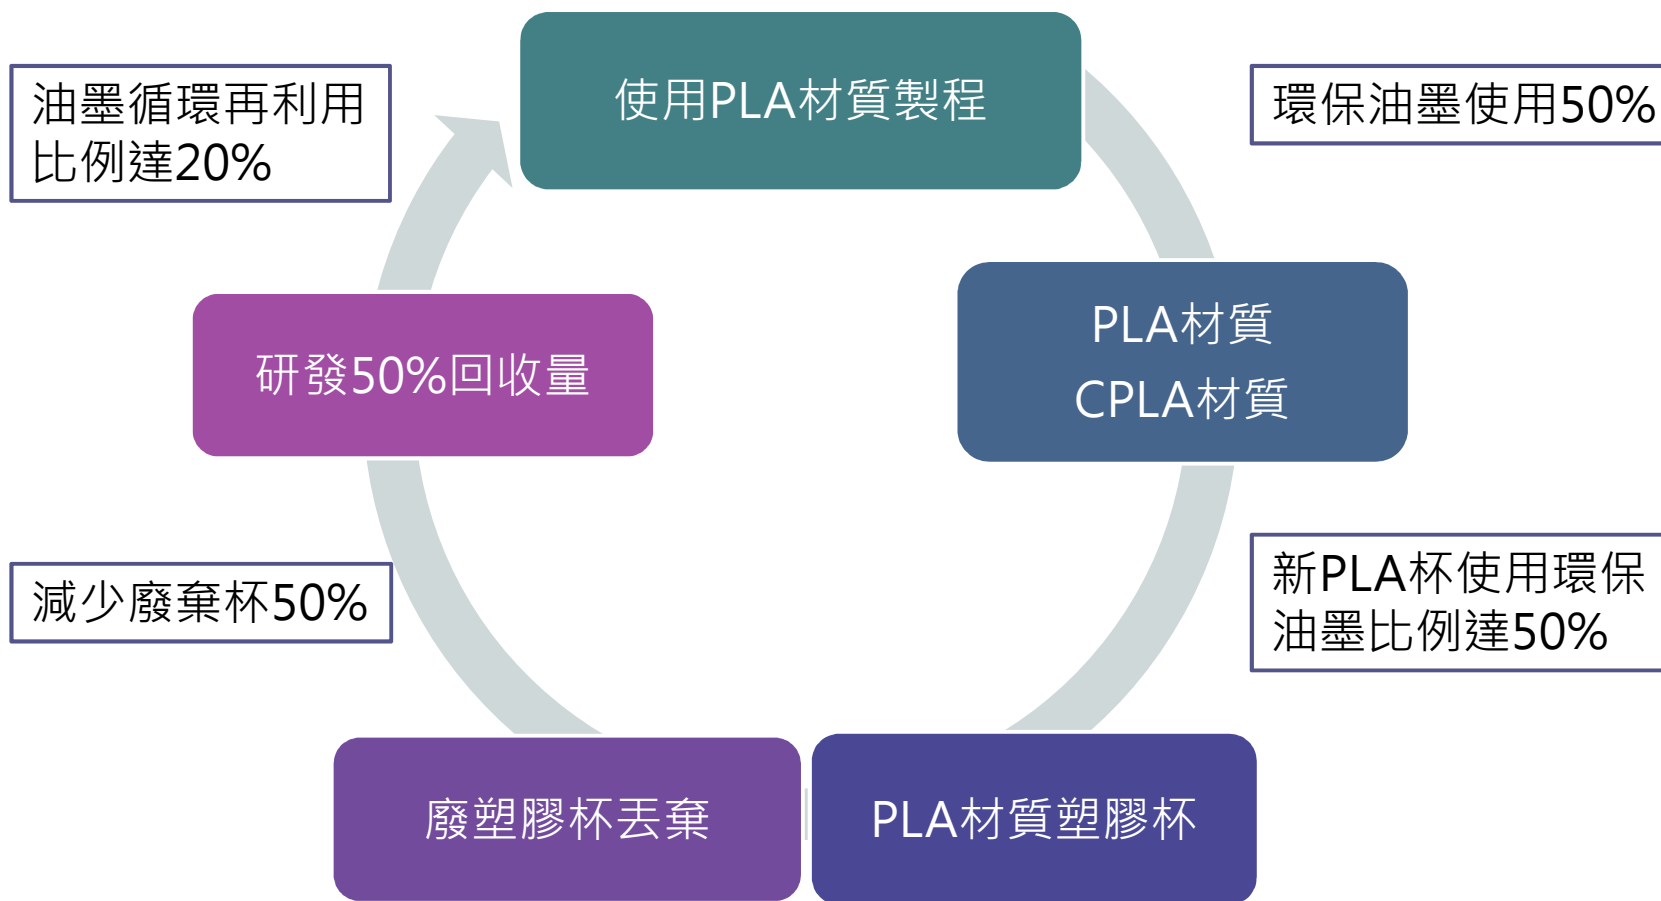 使用PLA材質製程
油墨循環再利用
比例達20%
環保油墨使用50%
PLA材質
CPLA材質
研發50%回收量
新PLA杯使用環保
油墨比例達50%
減少廢棄杯50%
廢塑膠杯丟棄
PLA材質塑膠杯